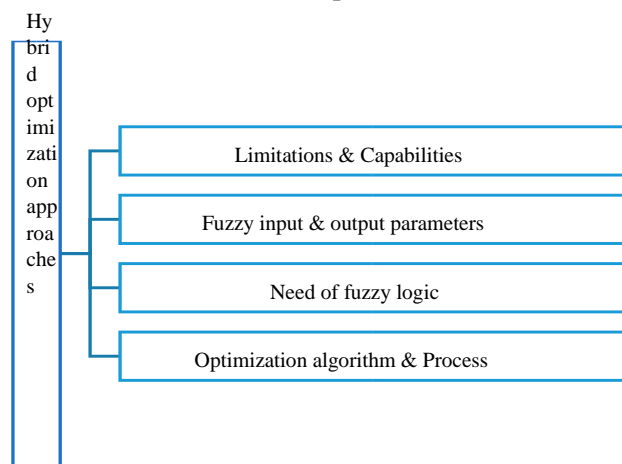 Hy
bri
d
opt
imi
zati
on
app
roa
che
s
Limitations & Capabilities
Fuzzy input & output parameters
Need of fuzzy logic
Optimization algorithm & Process